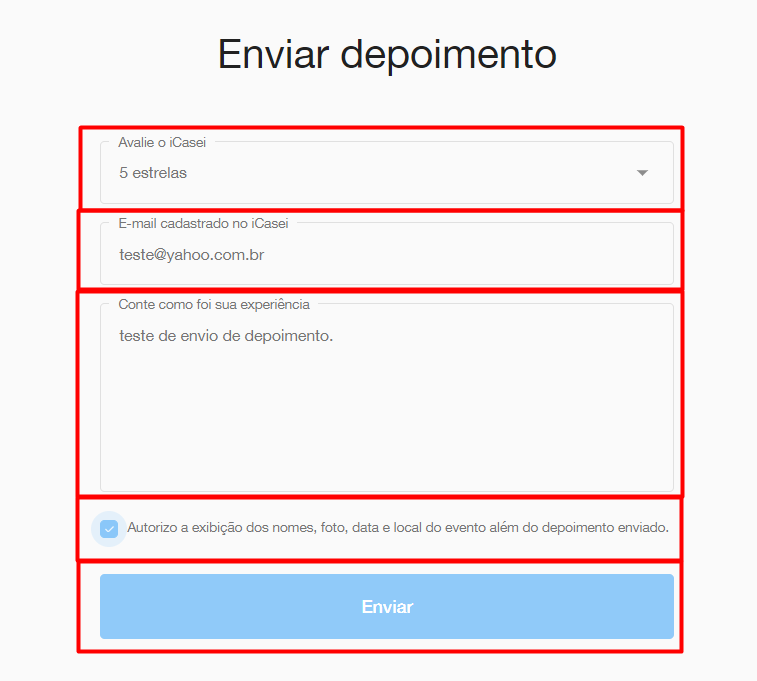 Enviar depoimento
Avalie o iCasei
5 estrelas
E-mail cadastrado no iCasei
teste@yahoo.com.br
Conte como foi sua experiência
teste de envio de depoimento.
Autorizo a exibição dos nomes, foto, data e local do evento além do depoimento enviado.
Enviar